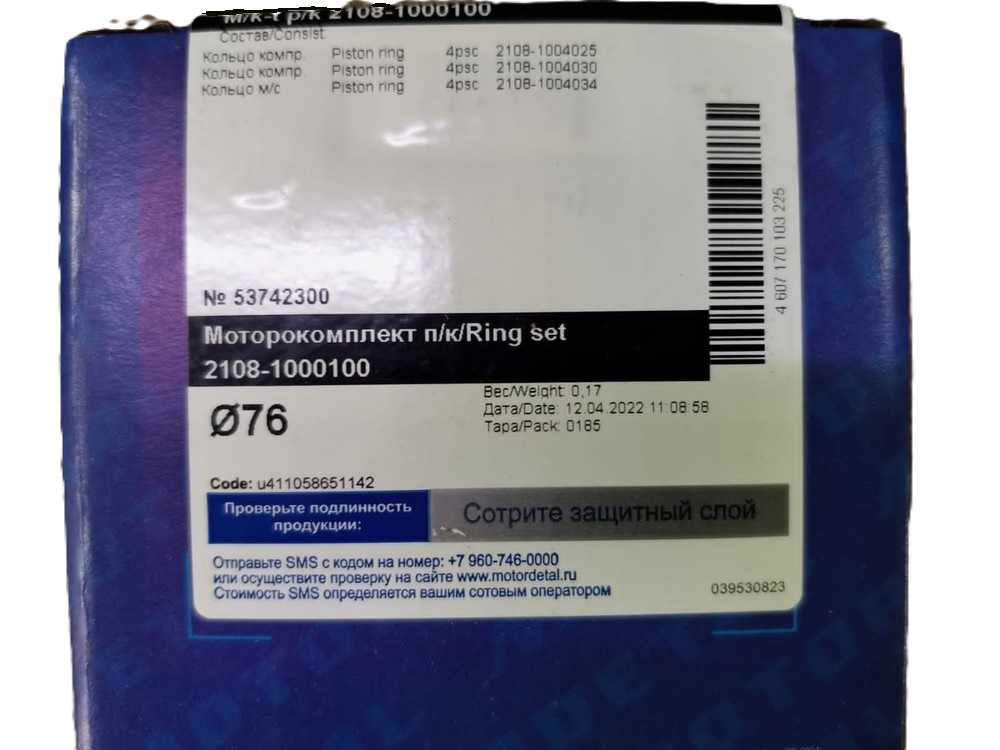 М/к-т р/к 2108-1000100
Состав/Consist
Кольцо компр. Piston ring 4psc 2108-1004025
Кольцо компр. Piston ring 4psc 2108-1004030
Кольцо м/с Piston ring 4psc 2108-1004034
4 607 170 103 225
№ 53742300
Моторокомплект п/к/Ring set
2108-1000100
Ø76
Вес/Weight: 0,17
Дата/Date: 12.04.2022 11:08:58
Тара/Pack: 0185
Code: u411058651142
Проверьте подлинность
продукции:
Сотрите защитный слой
Отправьте SMS с кодом на номер: +7 960-746-0000
или осуществите проверку на сайте www.motordetal.ru
Стоимость SMS определяется вашим сотовым оператором
039530823